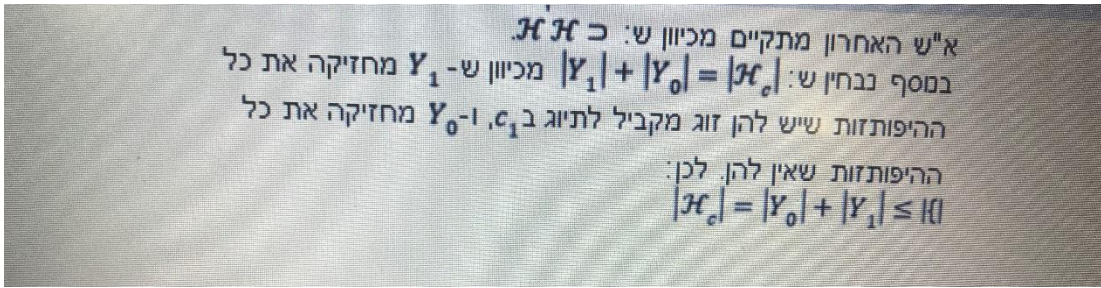 א"ש האחרון מתקיים מכיוון ש: ℋ ⊂ ℋ'.
בנוסף נבחין ש: |ℋ_c| = |Y_0| + |Y_1| מכיוון ש- Y_1 מחזיקה את כל
ההיפותזות שיש להן זוג מקביל לתיוג ב c_1, ו-Y_0 מחזיקה את כל
ההיפותזות שאין להן. לכן:
|ℋ_c| = |Y_0| + |Y_1| ≤ |{}|